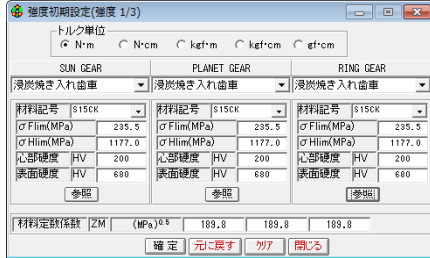 強度初期設定(強度 1/3)
トルク単位
N・m N・cm kgf・m kgf・cm gf・cm
SUN GEAR PLANET GEAR RING GEAR
浸炭焼き入れ歯車 浸炭焼き入れ歯車 浸炭焼き入れ歯車
材料記号 S15CK 材料記号 S15CK 材料記号 S15CK
σFlim(MPa) 235.5 σFlim(MPa) 235.5 σFlim(MPa) 235.5
σHlim(MPa) 1177.0 σHlim(MPa) 1177.0 σHlim(MPa) 1177.0
心部硬度 HV 200 心部硬度 HV 200 心部硬度 HV 200
表面硬度 HV 680 表面硬度 HV 680 表面硬度 HV 680
参照 参照 参照
材料定数係数 ZM (MPa)0.5 189.8 189.8 189.8
確定 元に戻す クリア 閉じる